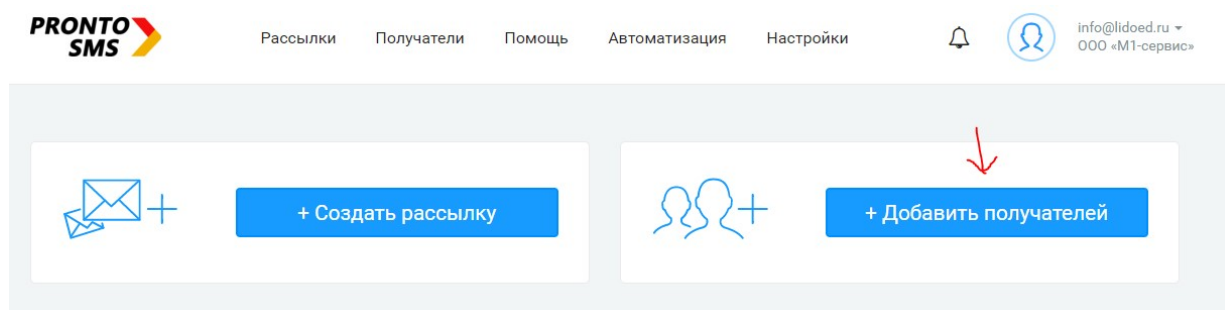 PRONTO
SMS
Рассылки Получатели Помощь Автоматизация Настройки
info@lidoed.ru
ООО «М1-сервис»
+ Создать рассылку
+ Добавить получателей